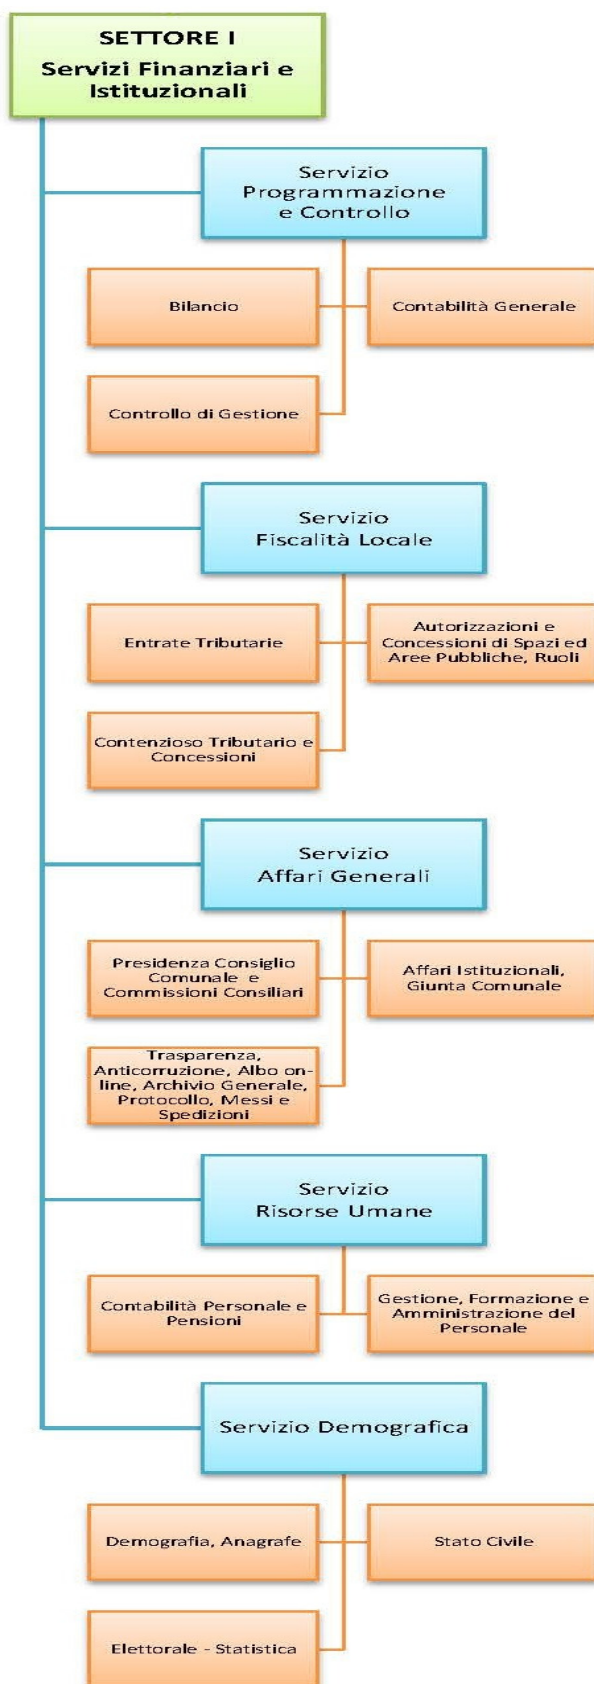 SETTORE I
Servizi Finanziari e
Istituzionali
Servizio
Programmazione
e Controllo
Bilancio
Contabilità Generale
Controllo di Gestione
Servizio
Fiscalità Locale
Entrate Tributarie
Autorizzazioni e
Concessioni di Spazi ed
Aree Pubbliche, Ruoli
Contenzioso Tributario e
Concessioni
Servizio
Affari Generali
Presidenza Consiglio
Comunale e
Commissioni Consiliari
Affari Istituzionali,
Giunta Comunale
Trasparenza,
Anticorruzione, Albo on-
line, Archivio Generale,
Protocollo, Messi e
Spedizioni
Servizio
Risorse Umane
Contabilità Personale e
Pensioni
Gestione, Formazione e
Amministrazione del
Personale
Servizio Demografica
Demografia, Anagrafe
Stato Civile
Elettorale - Statistica